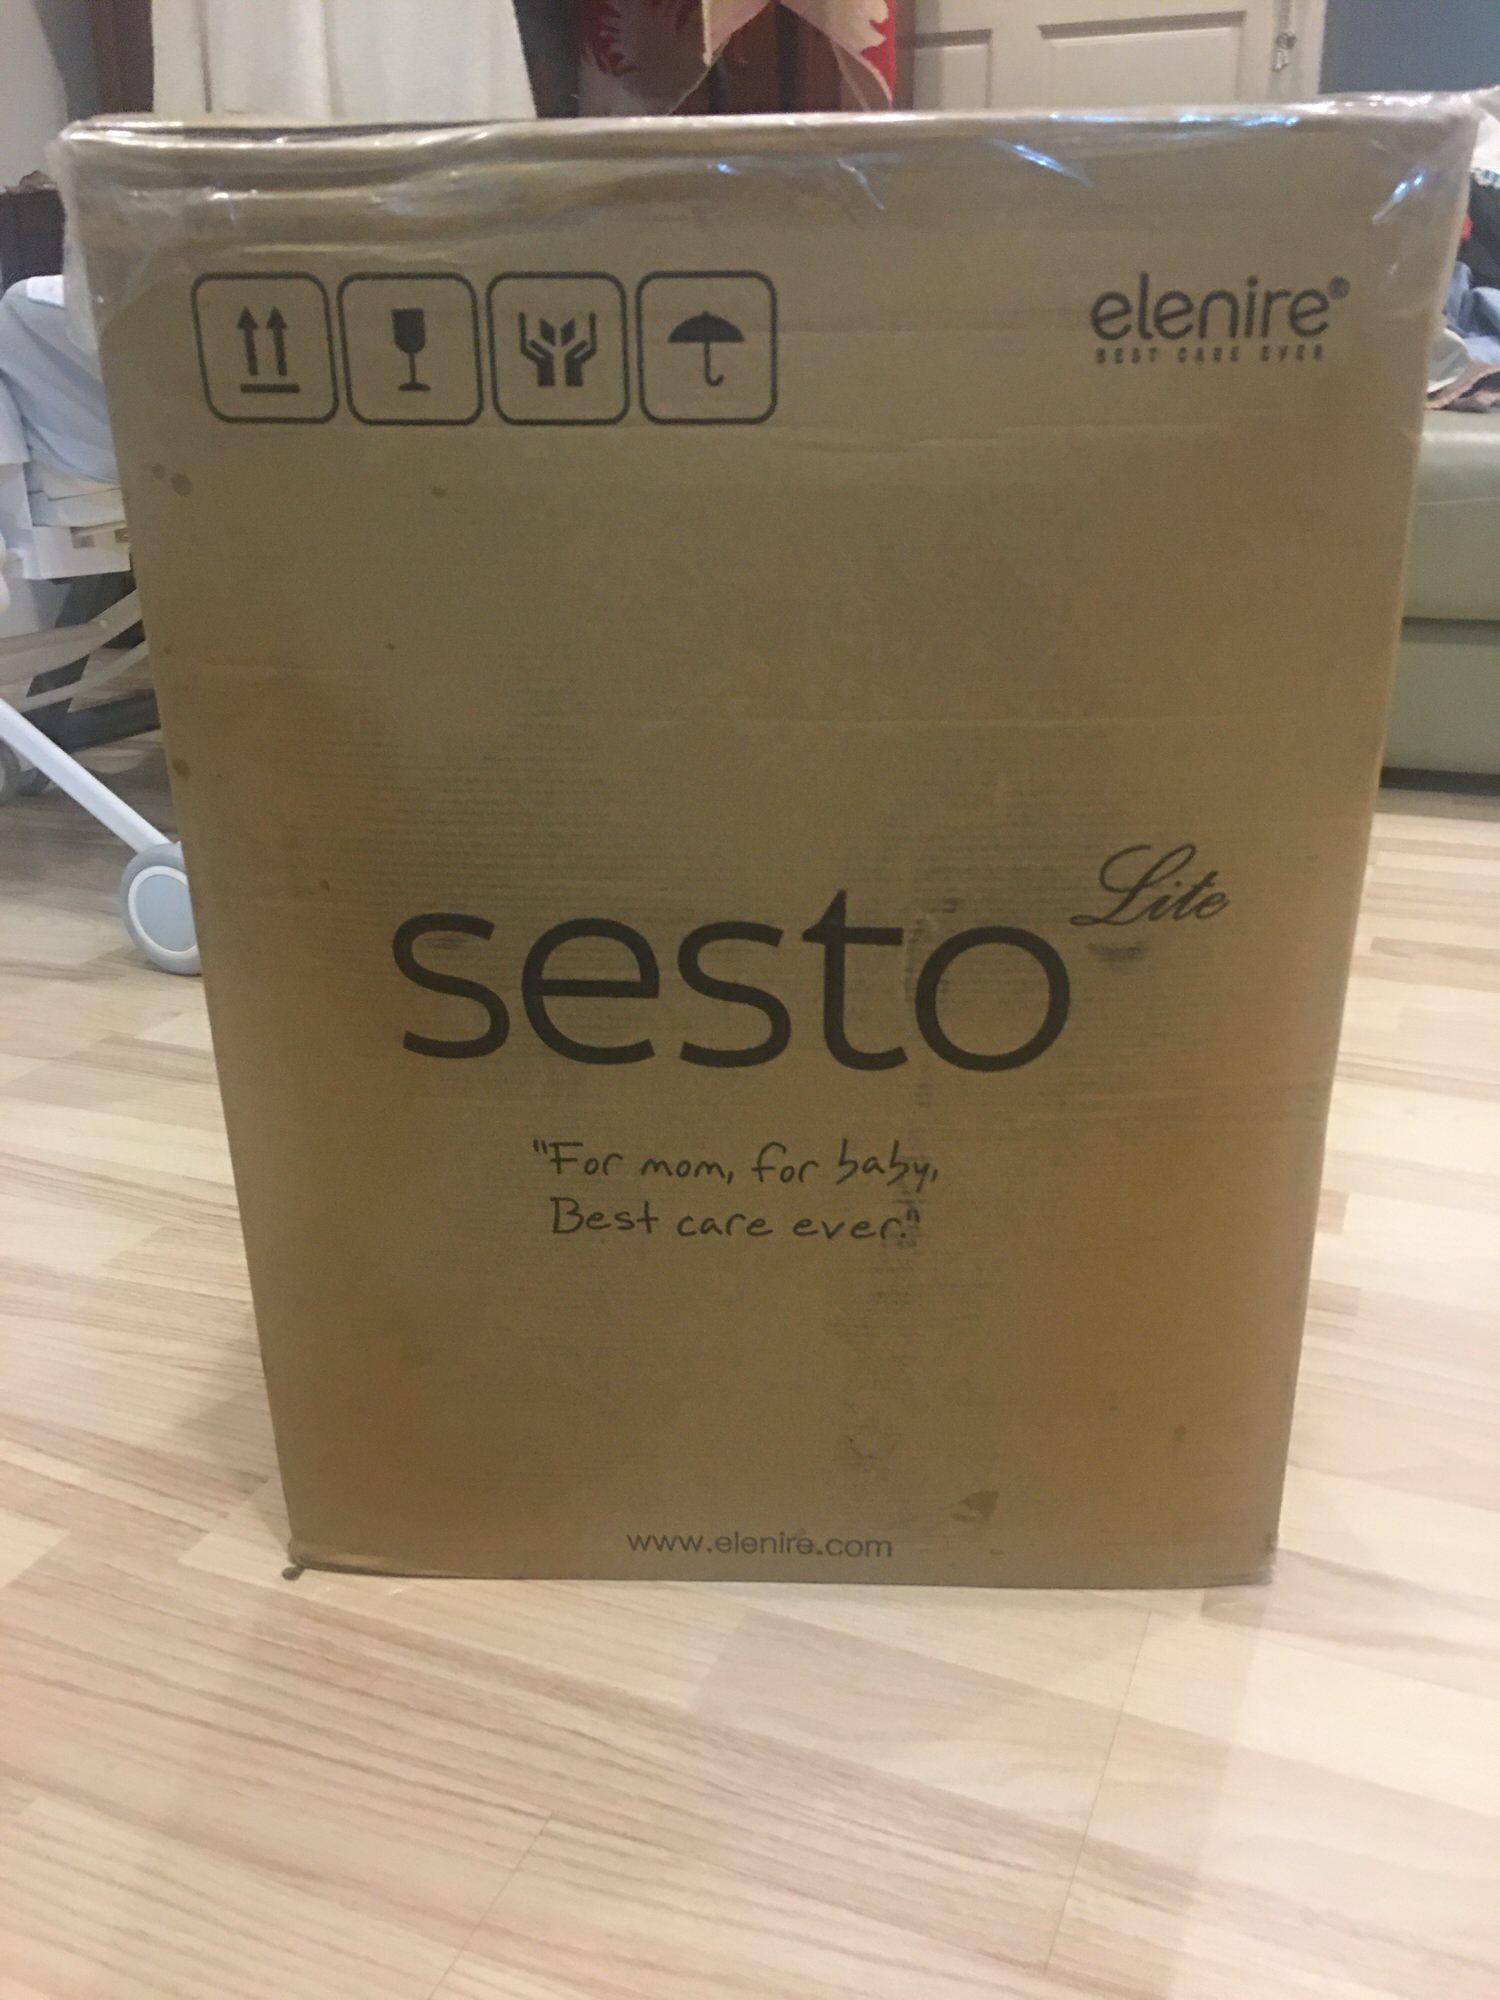 elenire®
BEST CARE EVER
sesto Lite
"For mom, for baby,
Best care ever."
www.elenire.com